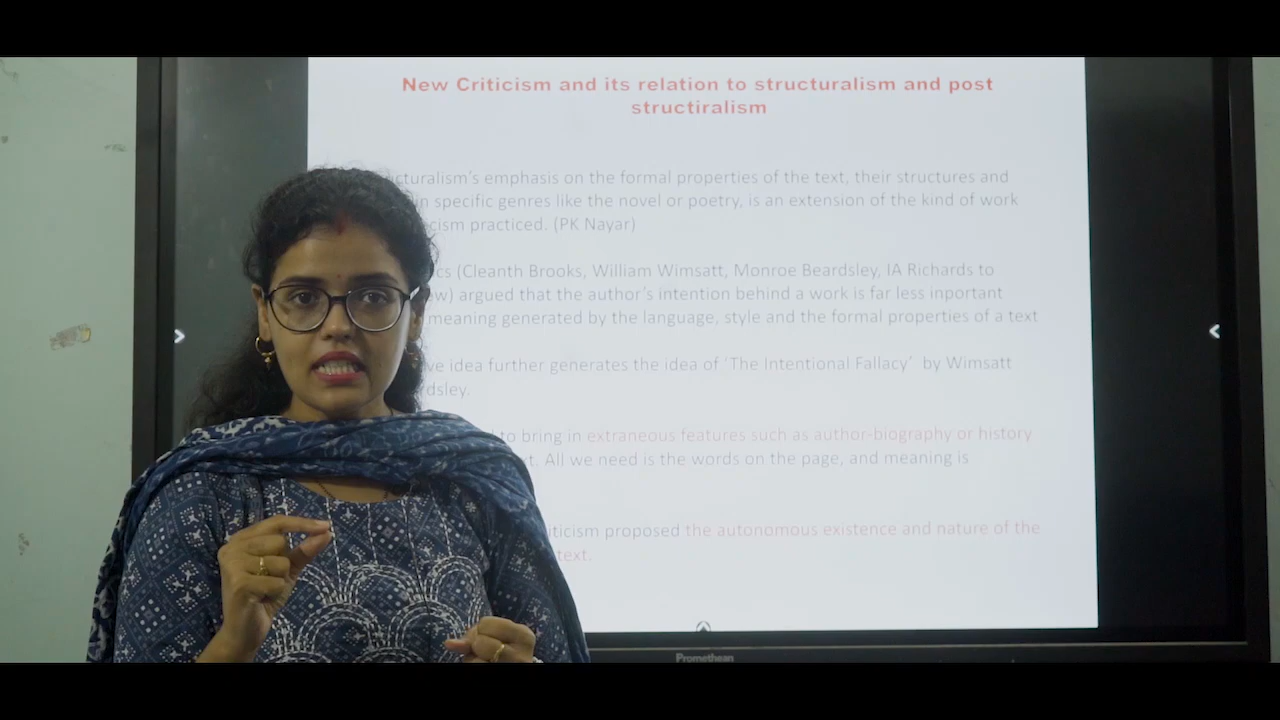 New Criticism and its relation to structuralism and post
structiralism
cturalism's emphasis on the formal properties of the text, their structures and
in specific genres like the novel or poetry, is an extension of the kind of work
cism practiced. (PK Nayar)
cs (Cleanth Brooks, William Wimsatt, Monroe Beardsley, IA Richards to
ew) argued that the author's intention behind a work is far less inportant
meaning generated by the language, style and the formal properties of a text
ve idea further generates the idea of 'The Intentional Fallacy' by Wimsatt
rdsley.
to bring in extraneous features such as author-biography or history
xt. All we need is the words on the page, and meaning is
iticism proposed the autonomous existence and nature of the
text.
Promethean